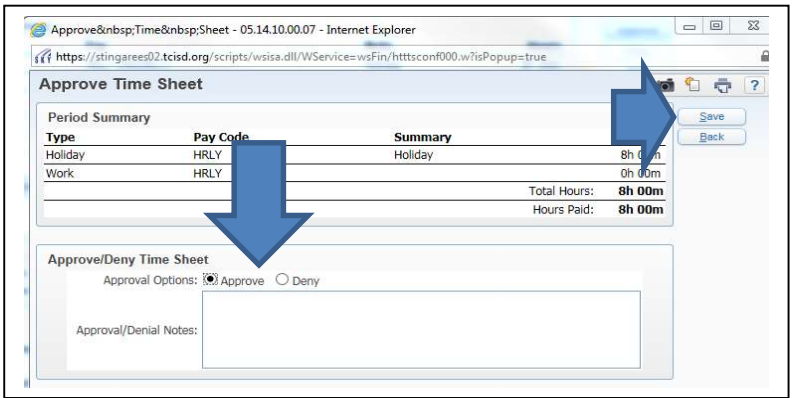 Approve&nbsp;Time&nbsp;Sheet - 05.14.10.00.07 - Internet Explorer
https://stingarees02.tcisd.org/scripts/wsisa.dll/WService=wsFin/htttsconf000.w?isPopup=true
Approve Time Sheet
?
Period Summary
Save
Type Pay Code Summary
Back
Holiday HRLY Holiday 8h
Work HRLY 0h 00m
Total Hours: 8h 00m
Hours Paid: 8h 00m
Approve/Deny Time Sheet
Approval Options: Approve Deny
Approval/Denial Notes: